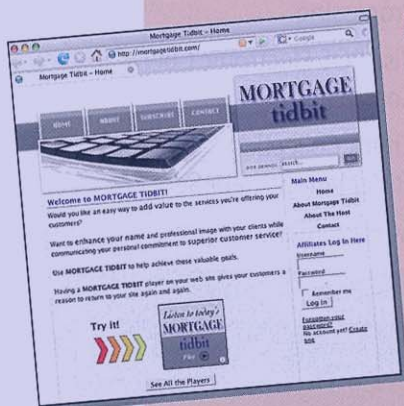 Mortgage Tidbit – Home
http://mortgagetidbit.com/
Google
Mortgage Tidbit – Home
HOME
ABOUT
SUBSCRIBE
CONTACT
MORTGAGE
tidbit
search...
Welcome to MORTGAGE TIDBIT!
Would you like an easy way to add value to the services you're offering your
customers?
Want to enhance your name and professional image with your clients while
communicating your personal commitment to superior customer service?
Use MORTGAGE TIDBIT to help achieve these valuable goals.
Having a MORTGAGE TIDBIT player on your web site gives your customers a
reason to return to your site again and again.
Try it!
Listen to today's
MORTGAGE
tidbit
Play
See All the Players
Main Menu
Home
About Mortgage Tidbit
About The Host
Contact
Affiliates Log In Here
Username
Password
Remember me
Log In
Forgotten your
password?
No account yet? Create
one